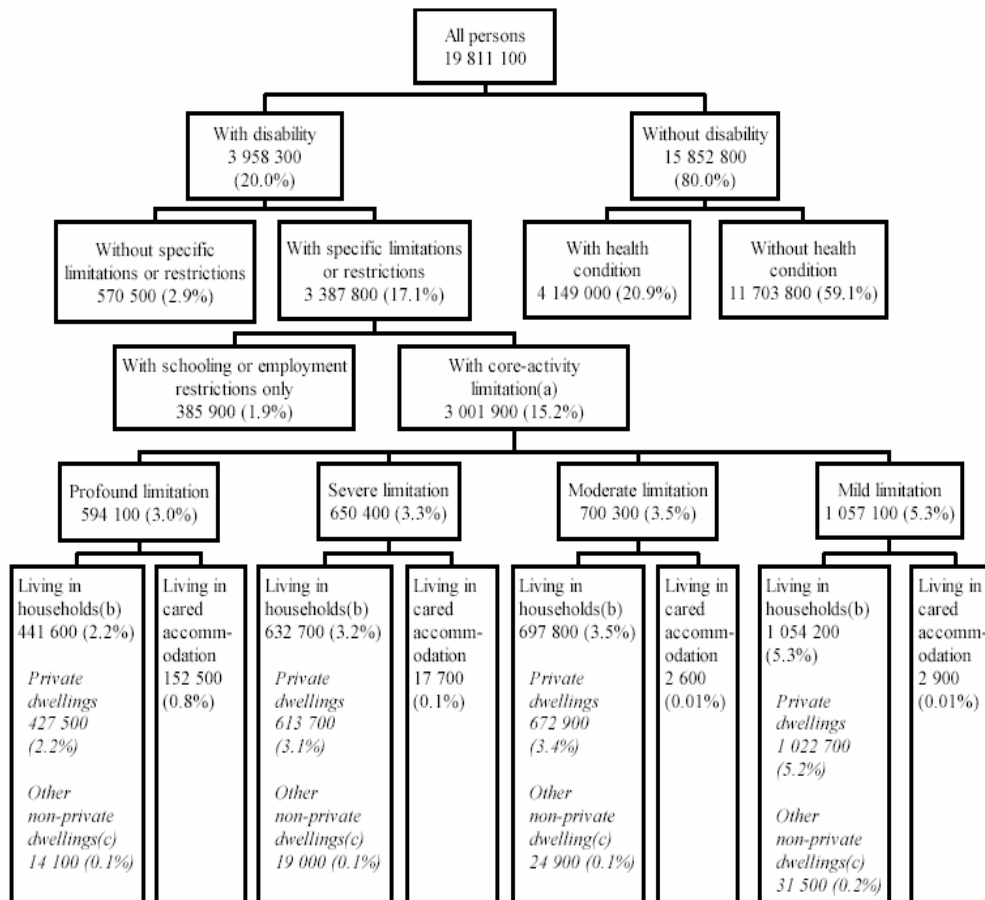 All persons
19 811 100
With disability
3 958 300
(20.0%)
Without disability
15 852 800
(80.0%)
Without specific
limitations or restrictions
570 500 (2.9%)
With specific limitations
or restrictions
3 387 800 (17.1%)
With health
condition
4 149 000 (20.9%)
Without health
condition
11 703 800 (59.1%)
With schooling or employment
restrictions only
385 900 (1.9%)
With core-activity
limitation(a)
3 001 900 (15.2%)
Profound limitation
594 100 (3.0%)
Severe limitation
650 400 (3.3%)
Moderate limitation
700 300 (3.5%)
Mild limitation
1 057 100 (5.3%)
Living in
households(b)
441 600 (2.2%)
Private
dwellings
427 500
(2.2%)
Other
non-private
dwellings(c)
14 100 (0.1%)
Living in
cared
accomm-
odation
152 500
(0.8%)
Living in
households(b)
632 700 (3.2%)
Private
dwellings
613 700
(3.1%)
Other
non-private
dwellings(c)
19 000 (0.1%)
Living in
cared
accomm-
odation
17 700
(0.1%)
Living in
households(b)
697 800 (3.5%)
Private
dwellings
672 900
(3.4%)
Other
non-private
dwelling(c)
24 900 (0.1%)
Living in
cared
accomm-
odation
2 600
(0.01%)
Living in
households(b)
1 054 200
(5.3%)
Private
dwellings
1 022 700
(5.2%)
Other
non-private
dwellings(c)
31 500 (0.2%)
Living in
cared
accomm-
odation
2 900
(0.01%)